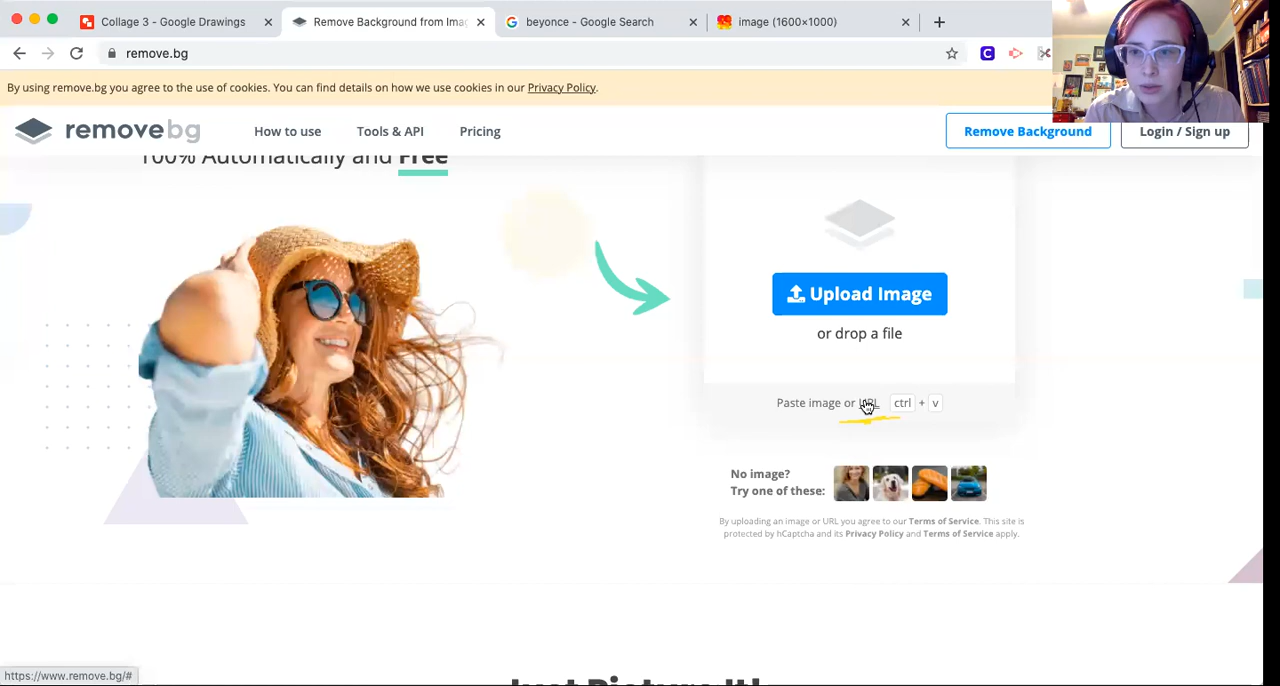 Collage 3 - Google Drawings
Remove Background from Ima
beyonce - Google Search
image (1600×1000)
remove.bg
By using remove.bg you agree to the use of cookies. You can find details on how we use cookies in our Privacy Policy.
removebg
How to use
Tools & API
Pricing
Remove Background
Login / Sign up
100% Automatically and Free
Upload Image
or drop a file
Paste image or URL ctrl + v
No image?
Try one of these:
By uploading an image or URL you agree to our Terms of Service. This site is
protected by hCaptcha and its Privacy Policy and Terms of Service apply.
https://www.remove.bg/#
Just Picture It!